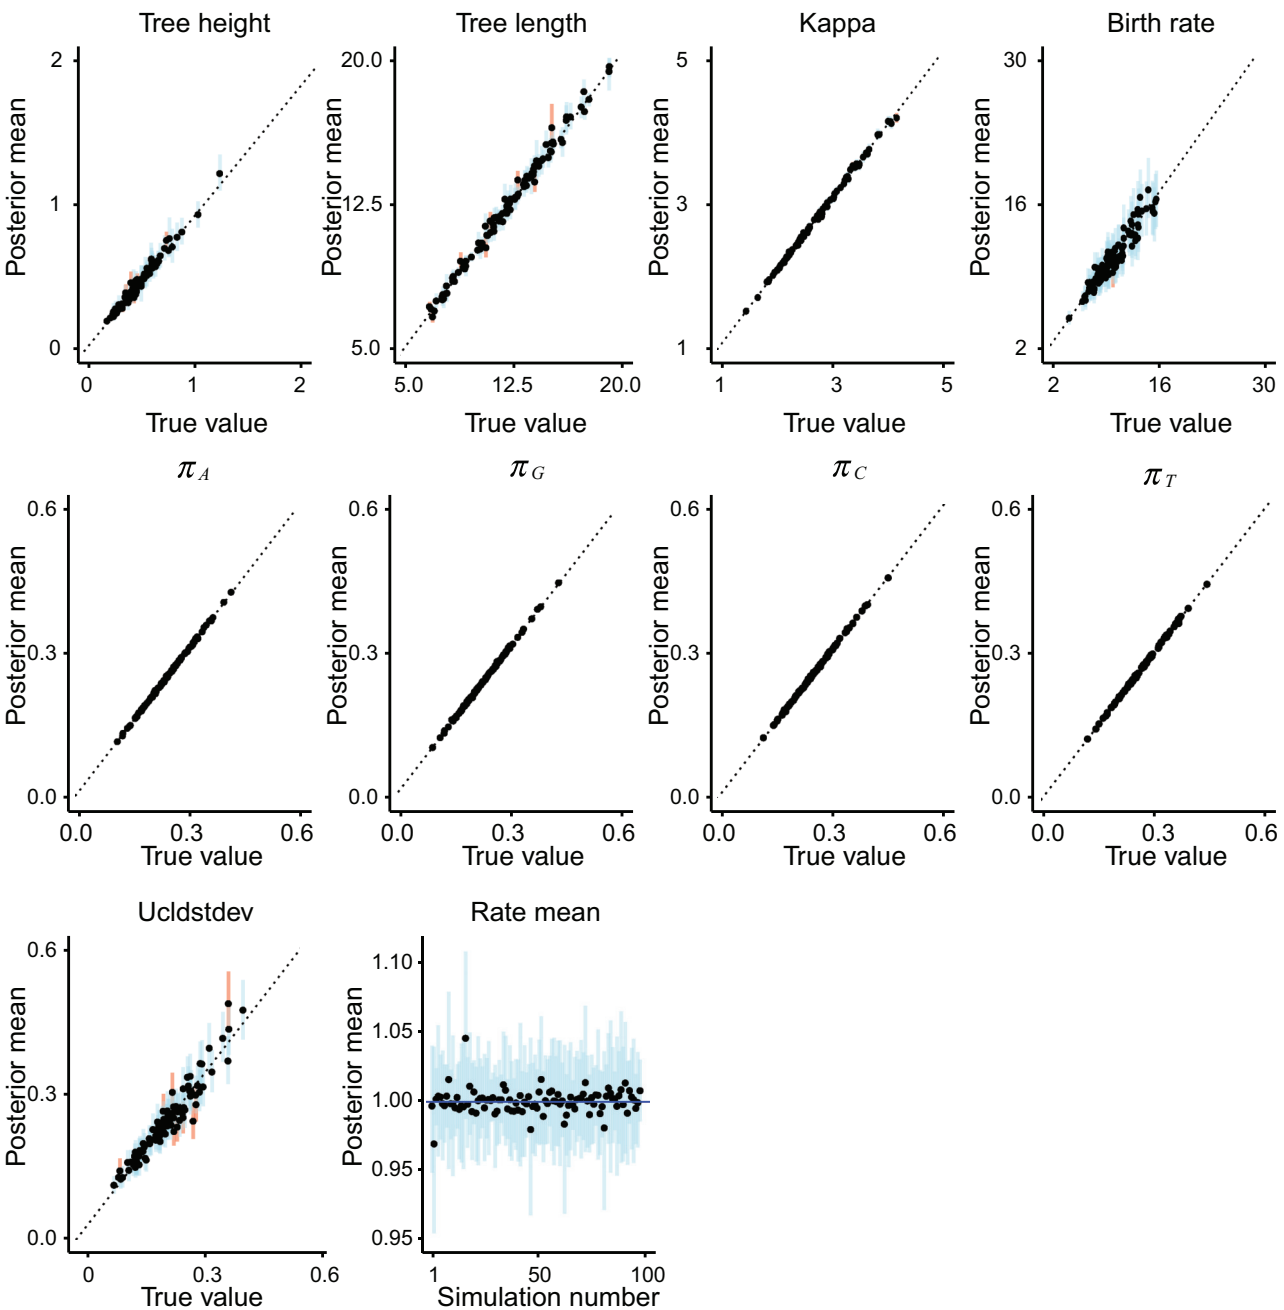 Tree height
Tree length
Kappa
Birth rate
Posterior mean
2
1
0
0
1
2
True value
Posterior mean
20.0
12.5
5.0
5.0
12.5
20.0
True value
Posterior mean
5
3
1
1
3
5
True value
Posterior mean
30
16
2
2
16
30
True value
π A
π G
π C
π T
Posterior mean
0.6
0.3
0.0
0.0
0.3
0.6
True value
Posterior mean
0.6
0.3
0.0
0.0
0.3
0.6
True value
Posterior mean
0.6
0.3
0.0
0.0
0.3
0.6
True value
Posterior mean
0.6
0.3
0.0
0.0
0.3
0.6
True value
Ucldstdev
Rate mean
Posterior mean
0.6
0.3
0.0
0
0.3
0.6
True value
Posterior mean
1.10
1.05
1.00
0.95
0.95
1
50
100
Simulation number